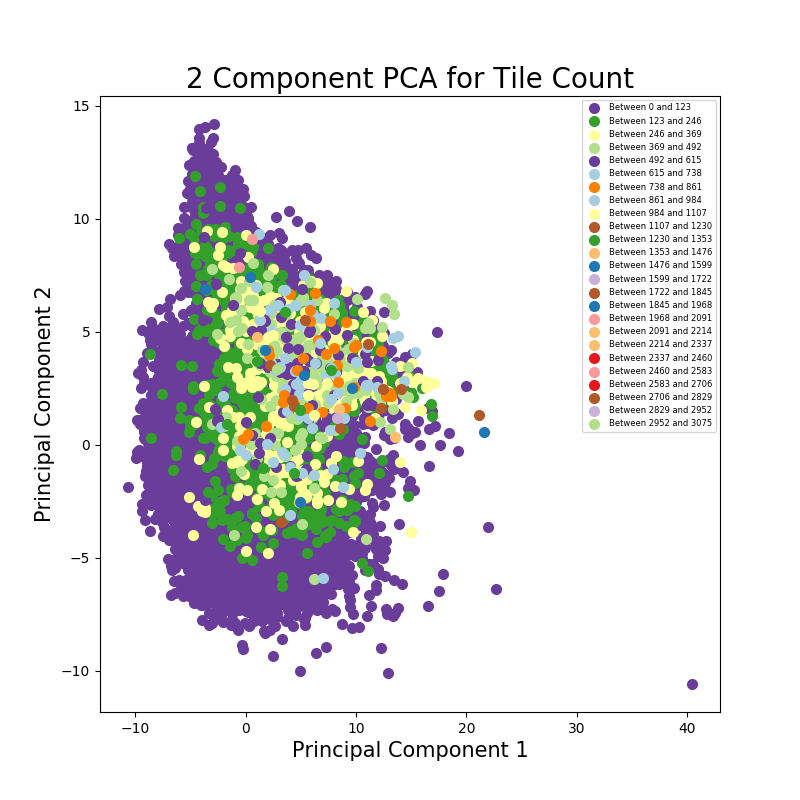 2 Component PCA for Tile Count
Between 0 and 123
Between 123 and 246
Between 246 and 369
Between 369 and 492
Between 492 and 615
Between 615 and 738
Between 738 and 861
Between 861 and 984
Between 984 and 1107
Between 1107 and 1230
Between 1230 and 1353
Between 1353 and 1476
Between 1476 and 1599
Between 1599 and 1722
Between 1722 and 1845
Between 1845 and 1968
Between 1968 and 2091
Between 2091 and 2214
Between 2214 and 2337
Between 2337 and 2460
Between 2460 and 2583
Between 2583 and 2706
Between 2706 and 2829
Between 2829 and 2952
Between 2952 and 3075
15
10
5
0
−5
−10
Principal Component 2
−10
0
10
20
30
40
Principal Component 1